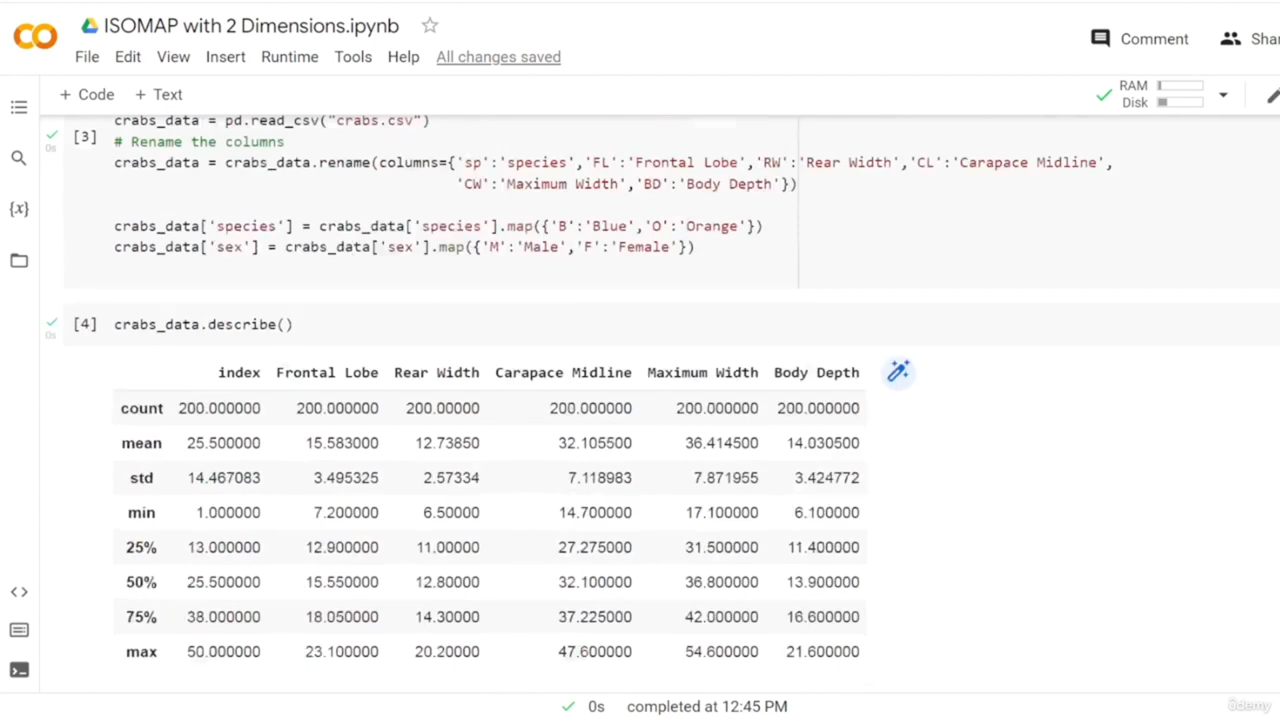 ISOMAP with 2 Dimensions.ipynb
File Edit View Insert Runtime Tools Help All changes saved
Comment
Shar
+ Code + Text
RAM
Disk
crabs_data = pd.read_csv("crabs.csv")
[3]
0s
# Rename the columns
crabs_data = crabs_data.rename(columns={'sp':'species','FL':'Frontal Lobe','RW':'Rear Width','CL':'Carapace Midline',
'CW':'Maximum Width','BD':'Body Depth'})
{x}
crabs_data['species'] = crabs_data['species'].map({'B':'Blue','O':'Orange'})
crabs_data['sex'] = crabs_data['sex'].map({'M':'Male','F':'Female'})
[4] crabs_data.describe()
0s
index Frontal Lobe Rear Width Carapace Midline Maximum Width Body Depth
count 200.000000 200.000000 200.00000 200.000000 200.000000 200.000000
mean 25.500000 15.583000 12.73850 32.105500 36.414500 14.030500
std 14.467083 3.495325 2.57334 7.118983 7.871955 3.424772
min 1.000000 7.200000 6.50000 14.700000 17.100000 6.100000
25% 13.000000 12.900000 11.00000 27.275000 31.500000 11.400000
50% 25.500000 15.550000 12.80000 32.100000 36.800000 13.900000
75% 38.000000 18.050000 14.30000 37.225000 42.000000 16.600000
max 50.000000 23.100000 20.20000 47.600000 54.600000 21.600000
0s completed at 12:45 PM
ûdemy